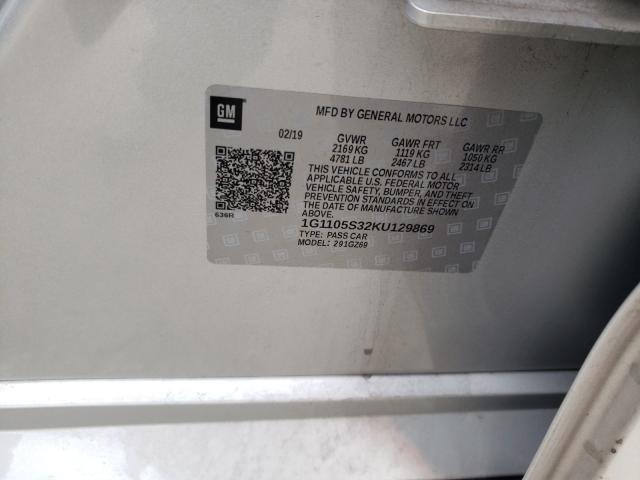 GM
MFD BY GENERAL MOTORS LLC
02/19 GVWR GAWR FRT GAWR RR
2169 KG 1119 KG 1050 KG
4781 LB 2467 LB 2314 LB
THIS VEHICLE CONFORMS TO ALL
APPLICABLE U.S. FEDERAL MOTOR
VEHICLE SAFETY, BUMPER, AND THEFT
PREVENTION STANDARDS IN EFFECT
ON THE DATE OF MANUFACTURE SHOWN
ABOVE.
636R
1G1105S32KU129869
TYPE: PASS CAR
MODEL: 291GZ69